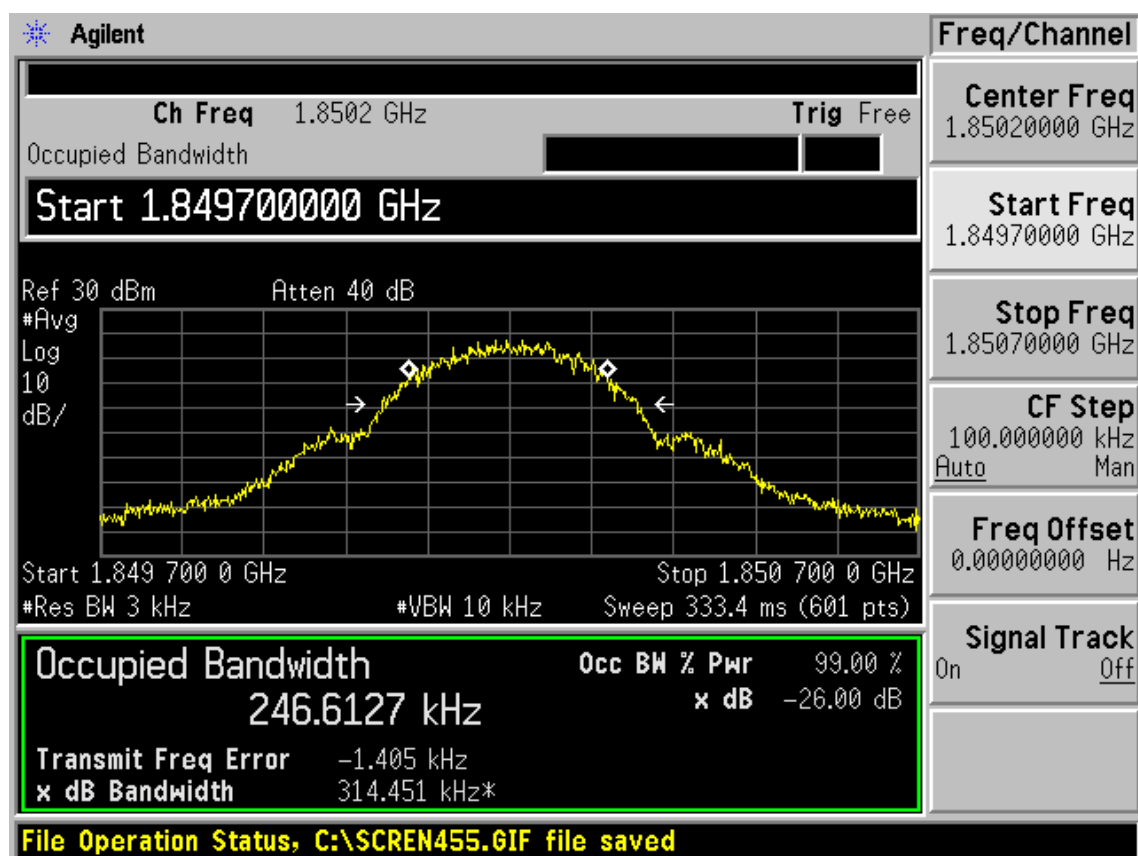 Agilent
Freq/Channel
Ch Freq 1.8502 GHz Trig Free
Occupied Bandwidth
Start 1.849700000 GHz
Ref 30 dBm Atten 40 dB
#Avg
Log
10
dB/
Start 1.849 700 0 GHz Stop 1.850 700 0 GHz
#Res BW 3 kHz #VBW 10 kHz Sweep 333.4 ms (601 pts)
Occupied Bandwidth
246.6127 kHz
Occ BW % Pwr 99.00 %
x dB -26.00 dB
Transmit Freq Error -1.405 kHz
x dB Bandwidth 314.451 kHz*
File Operation Status, C:\SCREN455.GIF file saved
Center Freq
1.85020000 GHz
Start Freq
1.84970000 GHz
Stop Freq
1.85070000 GHz
CF Step
100.000000 kHz
Auto Man
Freq Offset
0.00000000 Hz
Signal Track
On Off